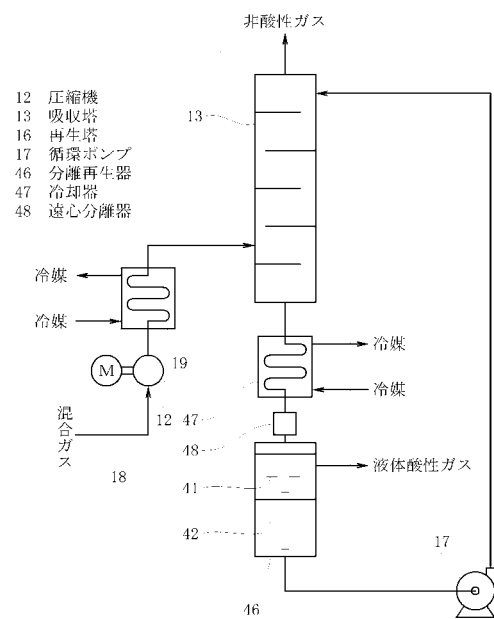 非酸性ガス
12 圧縮機
13 吸収塔
16 再生塔
17 循環ポンプ
46 分離再生器
47 冷却器
48 遠心分離器
13
冷媒
冷媒
冷媒
冷媒
M
19
12
47
混合ガス
18
48
41
液体酸性ガス
42
17
46